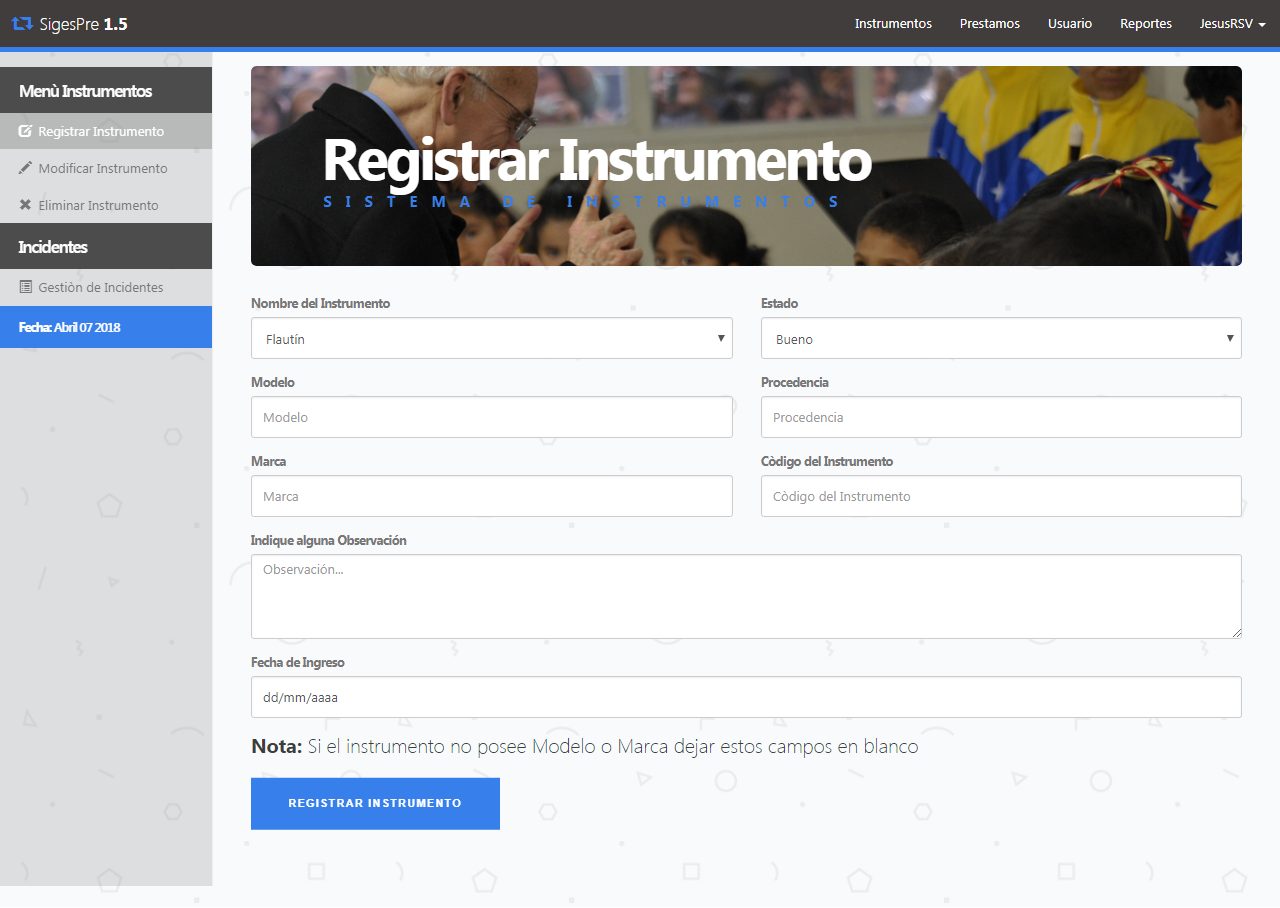 SigesPre 1.5
Instrumentos Prestamos Usuario Reportes JesusRSV
Menù Instrumentos
Registrar Instrumento
Modificar Instrumento
Eliminar Instrumento
Incidentes
Gestiòn de Incidentes
Fecha: Abril 07 2018
Registrar Instrumento
SISTEMA DE INSTRUMENTOS
Nombre del Instrumento
Flautín
Estado
Bueno
Modelo
Modelo
Procedencia
Procedencia
Marca
Marca
Còdigo del Instrumento
Còdigo del Instrumento
Indique alguna Observación
Observación...
Fecha de Ingreso
dd/mm/aaaa
Nota: Si el instrumento no posee Modelo o Marca dejar estos campos en blanco
REGISTRAR INSTRUMENTO